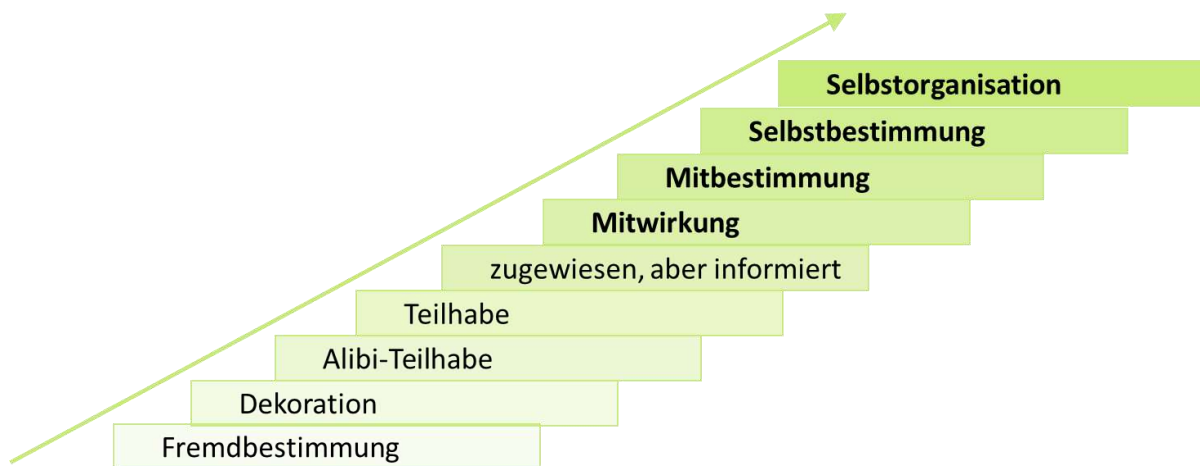 Selbstorganisation
Selbstbestimmung
Mitbestimmung
Mitwirkung
zugewiesen, aber informiert
Teilhabe
Alibi-Teilhabe
Dekoration
Fremdbestimmung